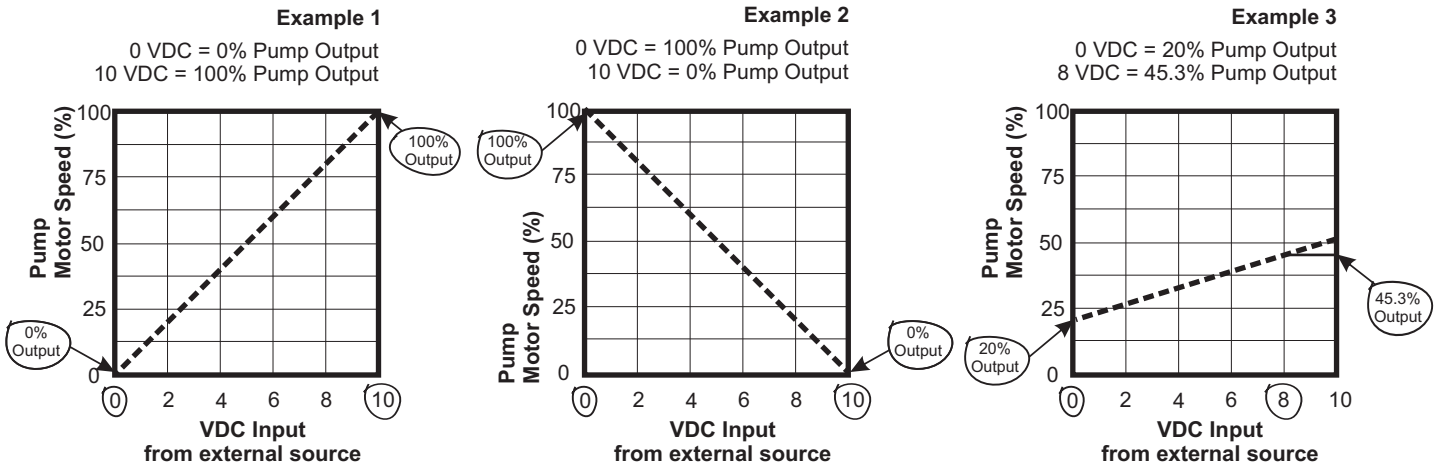 Example 1
0 VDC = 0% Pump Output
10 VDC = 100% Pump Output
100
75
50
25
0
Pump
Motor Speed (%)
100%
Output
0%
Output
0 2 4 6 8 10
VDC Input
from external source
Example 2
0 VDC = 100% Pump Output
10 VDC = 0% Pump Output
100
75
50
25
0
Pump
Motor Speed (%)
100%
Output
0%
Output
0 2 4 6 8 10
VDC Input
from external source
Example 3
0 VDC = 20% Pump Output
8 VDC = 45.3% Pump Output
100
75
50
25
0
Pump
Motor Speed (%)
20%
Output
45.3%
Output
0 2 4 6 8 10
VDC Input
from external source